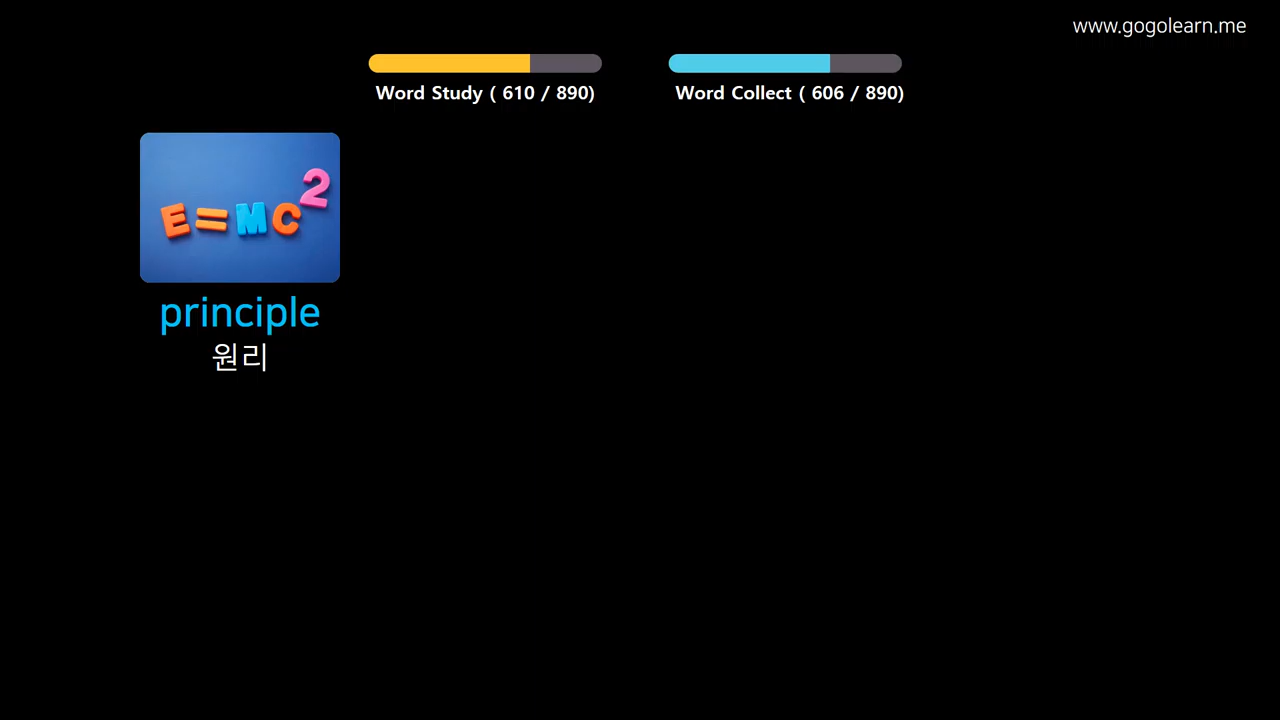 www.gogolearn.me
Word Study ( 610 / 890)
Word Collect ( 606 / 890)
E=MC²
principle
원리